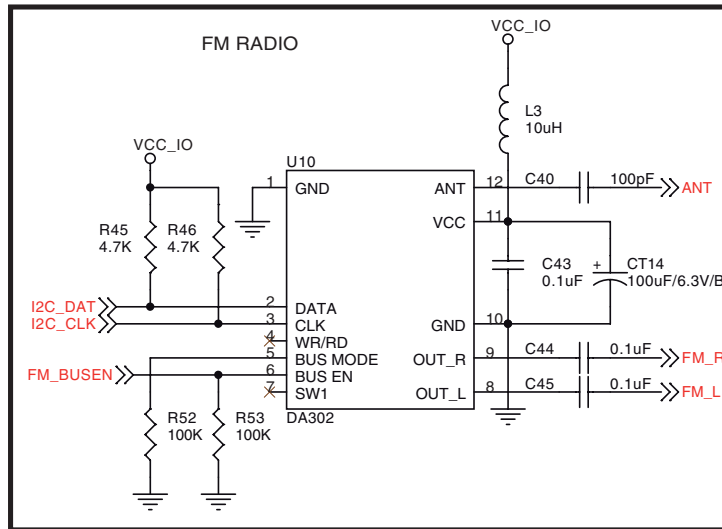 FM RADIO
VCC_IO
L3
10uH
VCC_IO
U10
1
GND
ANT
12
C40
100pF
ANT
VCC
11
R45
4.7K
R46
4.7K
C43
0.1uF
+
CT14
100uF/6.3V/B
I2C_DAT
2
DATA
GND
10
I2C_CLK
3
CLK
4
WR/RD
5
BUS MODE
OUT_R
9
C44
0.1uF
FM_R
FM_BUSEN
6
BUS EN
7
SW1
OUT_L
8
C45
0.1uF
FM_L
DA302
R52
100K
R53
100K